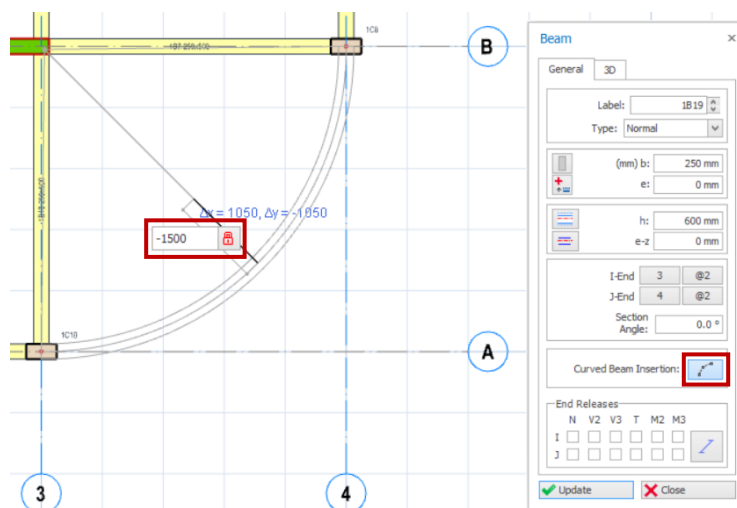 1C8
1B7 250x500
B
Δx = 1050, Δy = -1050
-1500
1C10
A
3
4
Beam
×
General 3D
Label: 1B19
Type: Normal
(mm) b: 250 mm
e: 0 mm
h: 600 mm
e-z 0 mm
I-End 3 @2
J-End 4 @2
Section
Angle: 0.0 °
Curved Beam Insertion:
End Releases
N V2 V3 T M2 M3
I
J
Update Close